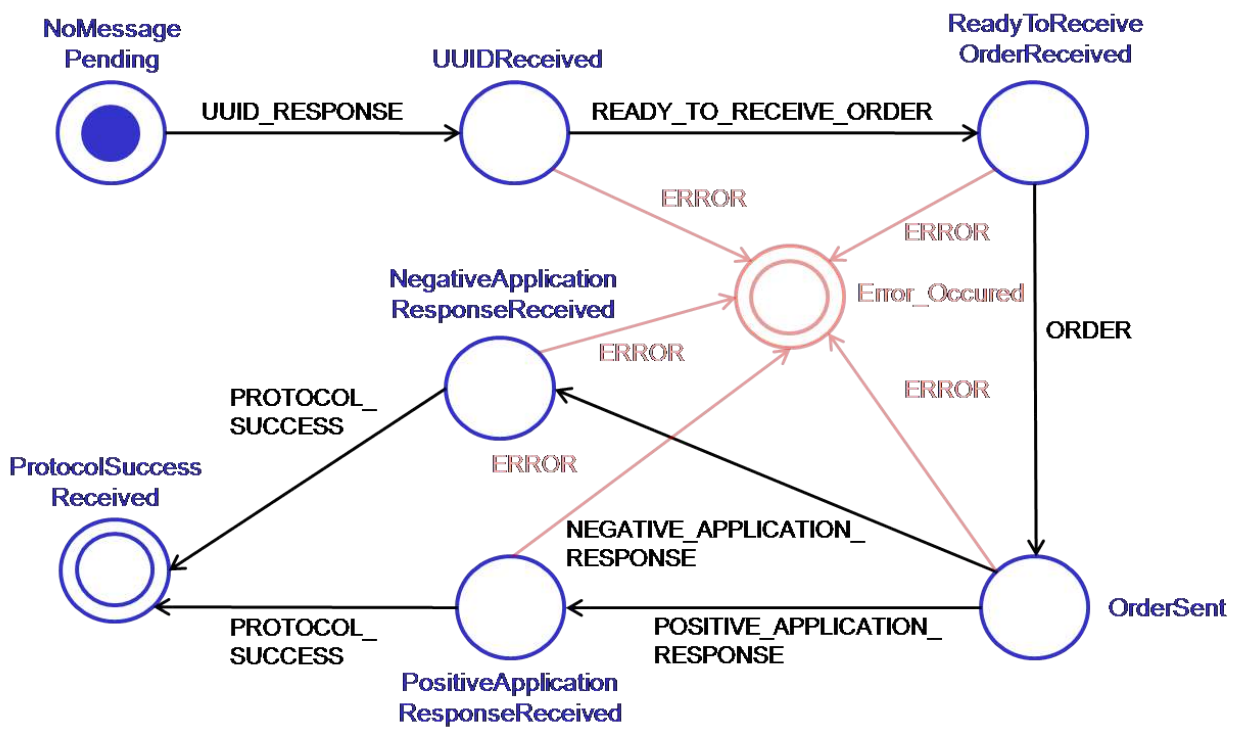 NoMessage
Pending
UUIDReceived
ReadyToReceive
OrderReceived
UUID_RESPONSE
READY_TO_RECEIVE_ORDER
ERROR
ERROR
NegativeApplication
ResponseReceived
Error_Occured
ERROR
ORDER
PROTOCOL_
SUCCESS
ERROR
ERROR
ProtocolSuccess
Received
NEGATIVE_APPLICATION_
RESPONSE
OrderSent
PROTOCOL_
SUCCESS
POSITIVE_APPLICATION_
RESPONSE
PositiveApplication
ResponseReceived